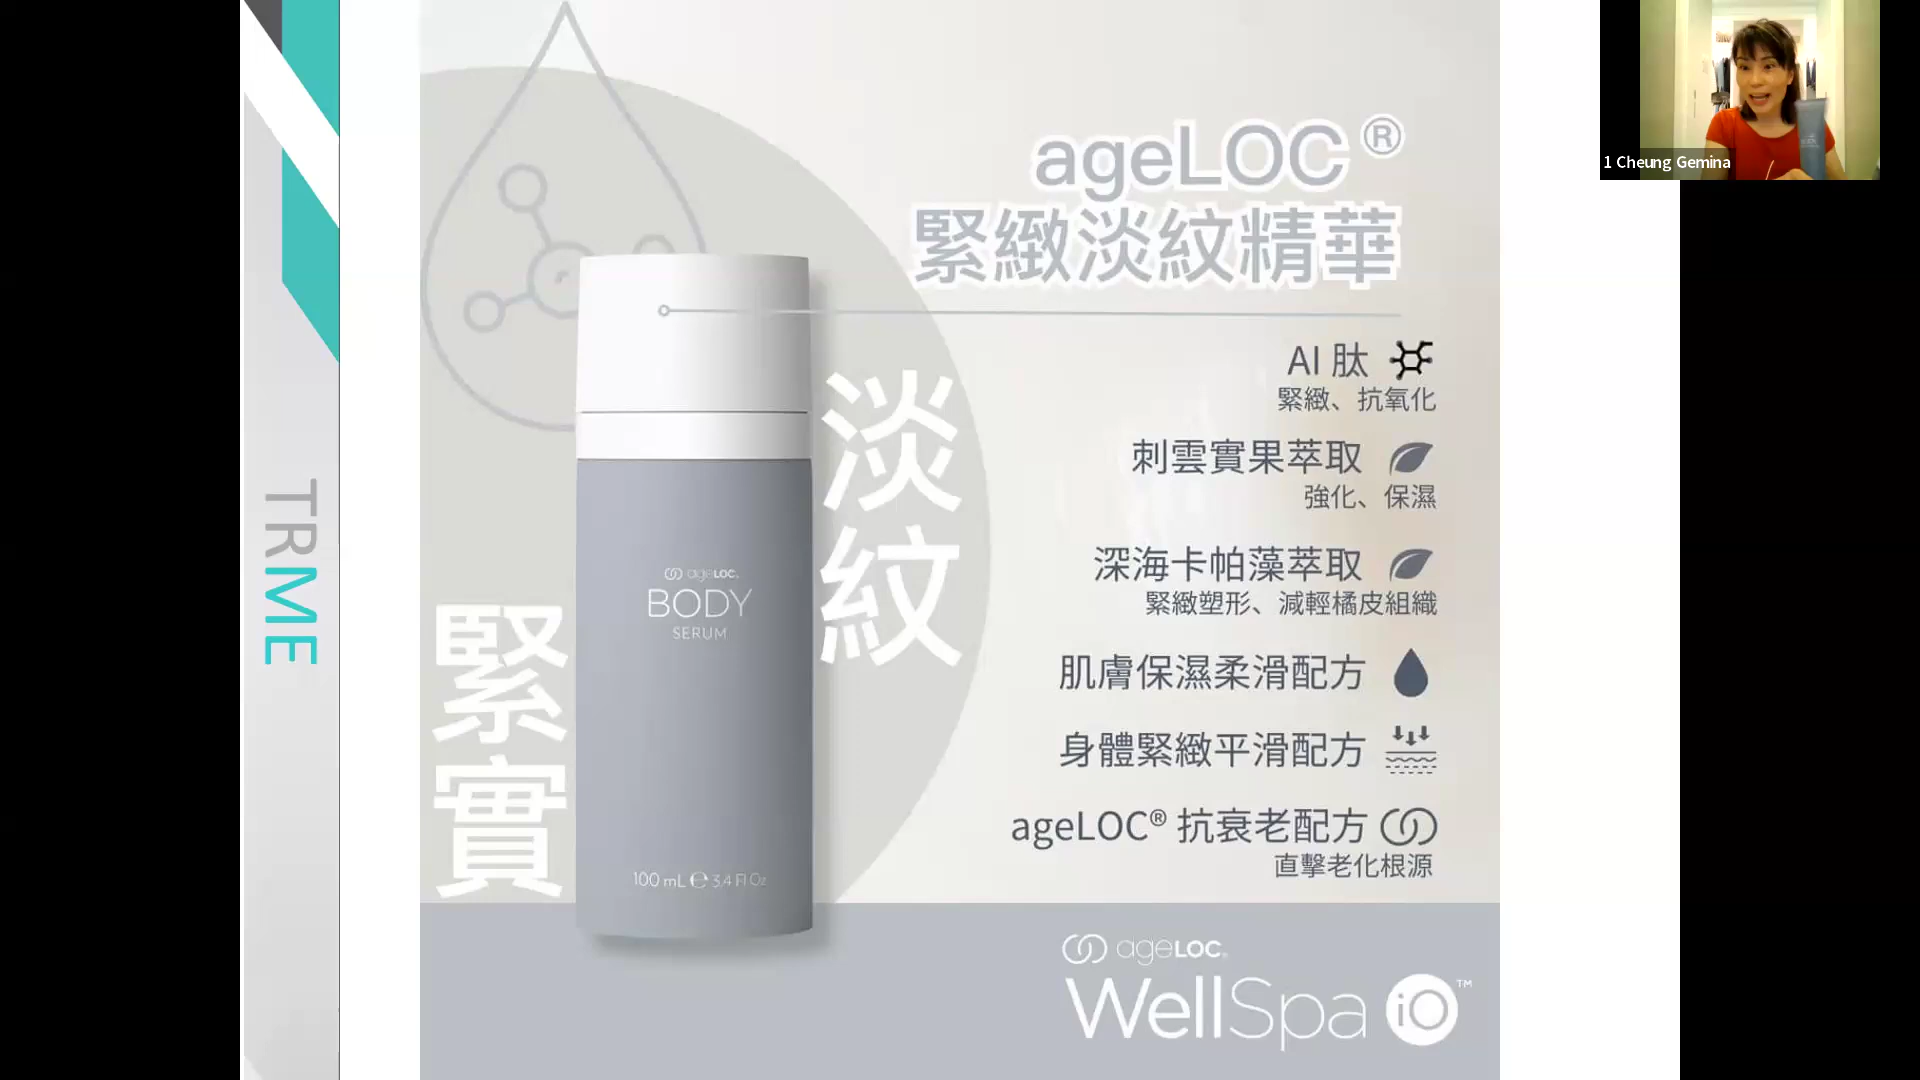 TRME
ageLOC®
緊緻淡紋精華
AI 肽
緊緻、抗氧化
刺雲實果萃取
強化、保濕
深海卡帕藻萃取
緊緻塑形、減輕橘皮組織
肌膚保濕柔滑配方
身體緊緻平滑配方
ageLOC® 抗衰老配方
直擊老化根源
淡紋
緊實
ageLOC.
BODY
SERUM
100 mL ℮ 3.4 Fl Oz
ageLOC.
WellSpa iO™
1 Cheung Gemina